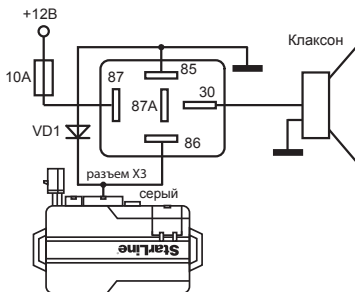 +12В
Клаксон
10А
87
85
87А
30
VD1
86
разъем Х3
серый
StarLine